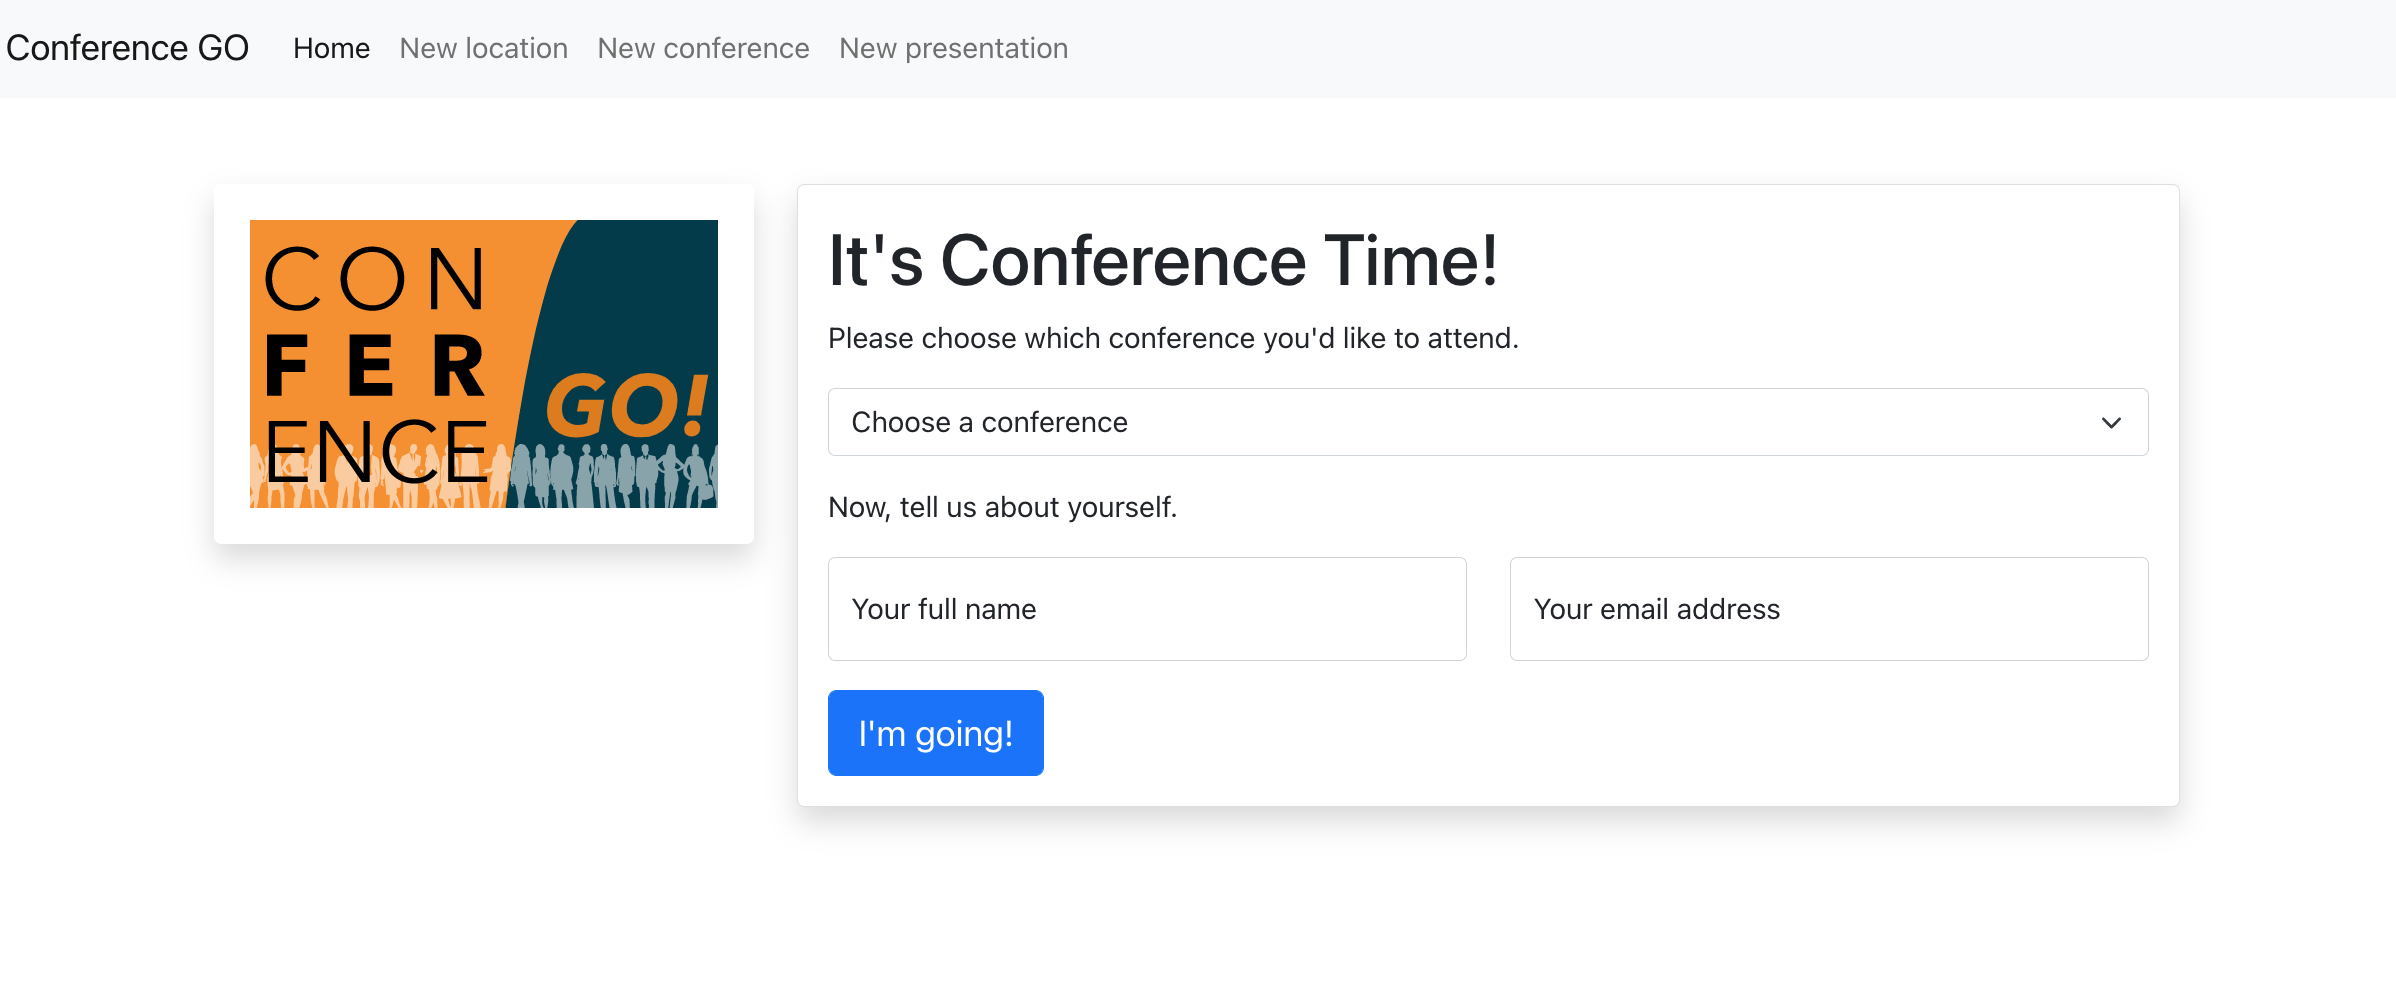 Conference GO Home New location New conference New presentation
CON
FER
ENCE
GO!
It's Conference Time!
Please choose which conference you'd like to attend.
Choose a conference
Now, tell us about yourself.
Your full name Your email address
I'm going!